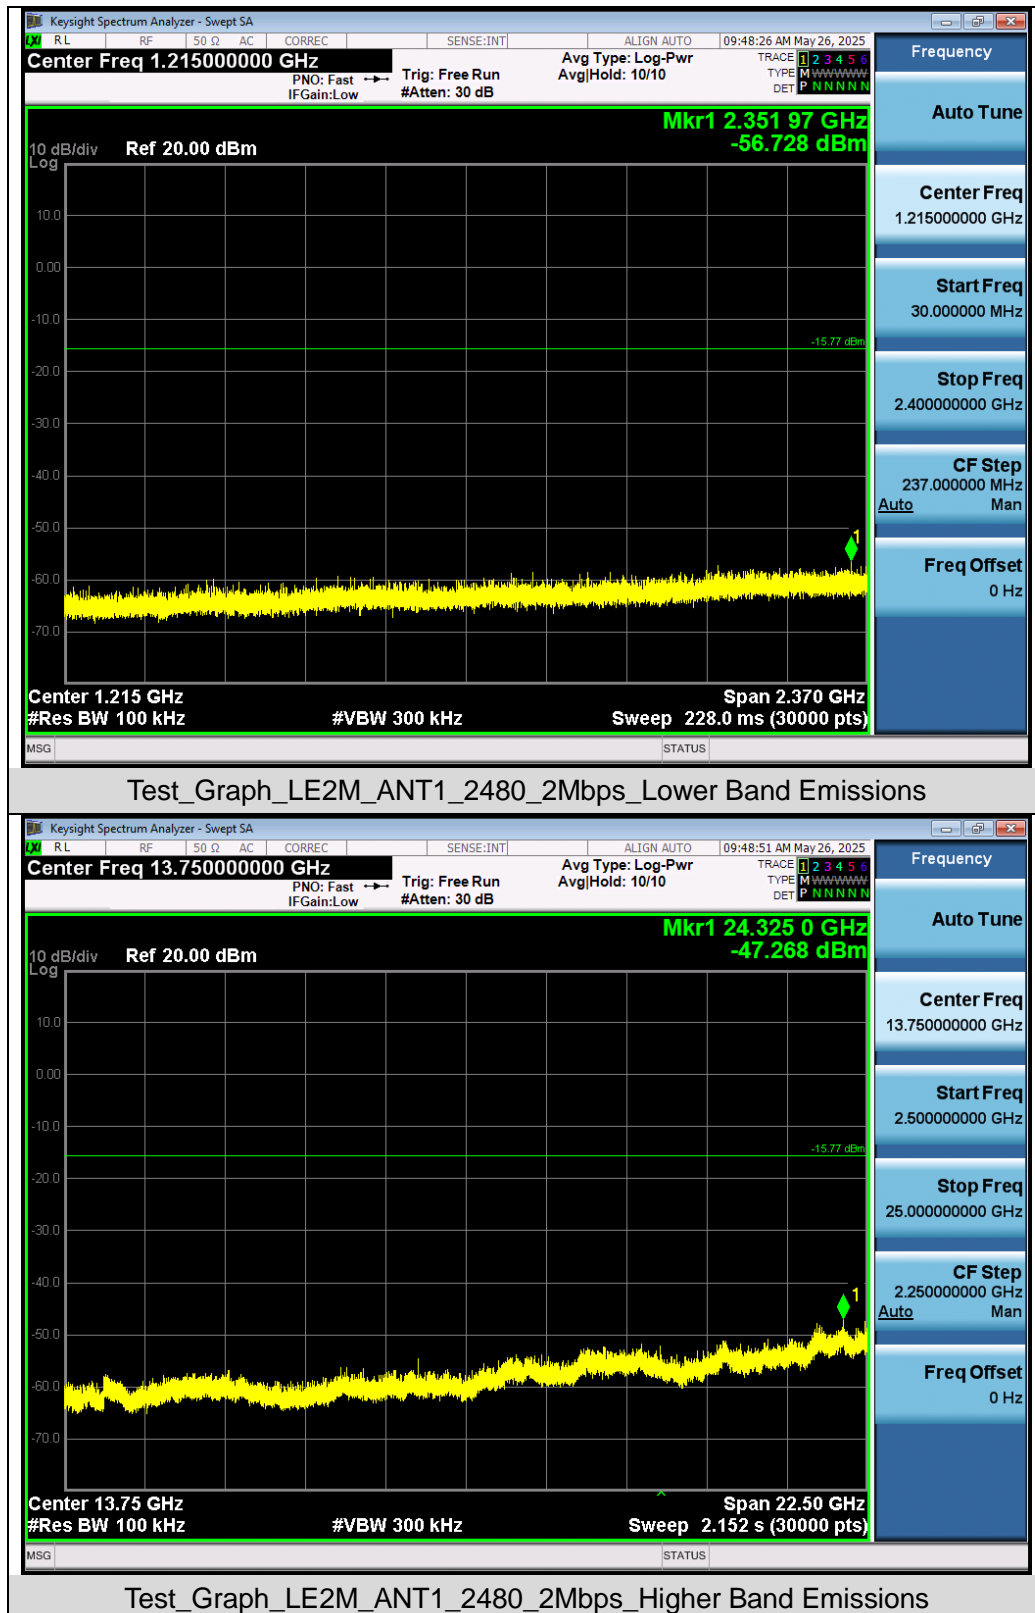 Keysight Spectrum Analyzer - Swept SA
LXI RL RF 50 Ω AC CORREC SENSE:INT ALIGN AUTO 09:48:26 AM May 26, 2025
Center Freq 1.215000000 GHz
PNO: Fast
IFGain:Low
Trig: Free Run
#Atten: 30 dB
Avg Type: Log-Pwr
Avg|Hold: 10/10
TRACE 1 2 3 4 5 6
TYPE M WWWWW
DET P N N N N N
Mkr1 2.351 97 GHz
-56.728 dBm
10 dB/div Ref 20.00 dBm
Log
10.0
0.00
-10.0
-15.77 dBm
-20.0
-30.0
-40.0
-50.0
1
-60.0
-70.0
Center 1.215 GHz Span 2.370 GHz
#Res BW 100 kHz #VBW 300 kHz Sweep 228.0 ms (30000 pts)
MSG STATUS
Frequency
Auto Tune
Center Freq
1.215000000 GHz
Start Freq
30.000000 MHz
Stop Freq
2.400000000 GHz
CF Step
237.000000 MHz
Auto Man
Freq Offset
0 Hz
Test_Graph_LE2M_ANT1_2480_2Mbps_Lower Band Emissions
Keysight Spectrum Analyzer - Swept SA
LXI RL RF 50 Ω AC CORREC SENSE:INT ALIGN AUTO 09:48:51 AM May 26, 2025
Center Freq 13.750000000 GHz
PNO: Fast
IFGain:Low
Trig: Free Run
#Atten: 30 dB
Avg Type: Log-Pwr
Avg|Hold: 10/10
TRACE 1 2 3 4 5 6
TYPE M WWWWW
DET P N N N N N
Mkr1 24.325 0 GHz
-47.268 dBm
10 dB/div Ref 20.00 dBm
Log
10.0
0.00
-10.0
-15.77 dBm
-20.0
-30.0
-40.0
1
-50.0
-60.0
-70.0
Center 13.75 GHz Span 22.50 GHz
#Res BW 100 kHz #VBW 300 kHz Sweep 2.152 s (30000 pts)
MSG STATUS
Frequency
Auto Tune
Center Freq
13.750000000 GHz
Start Freq
2.500000000 GHz
Stop Freq
25.000000000 GHz
CF Step
2.250000000 GHz
Auto Man
Freq Offset
0 Hz
Test_Graph_LE2M_ANT1_2480_2Mbps_Higher Band Emissions